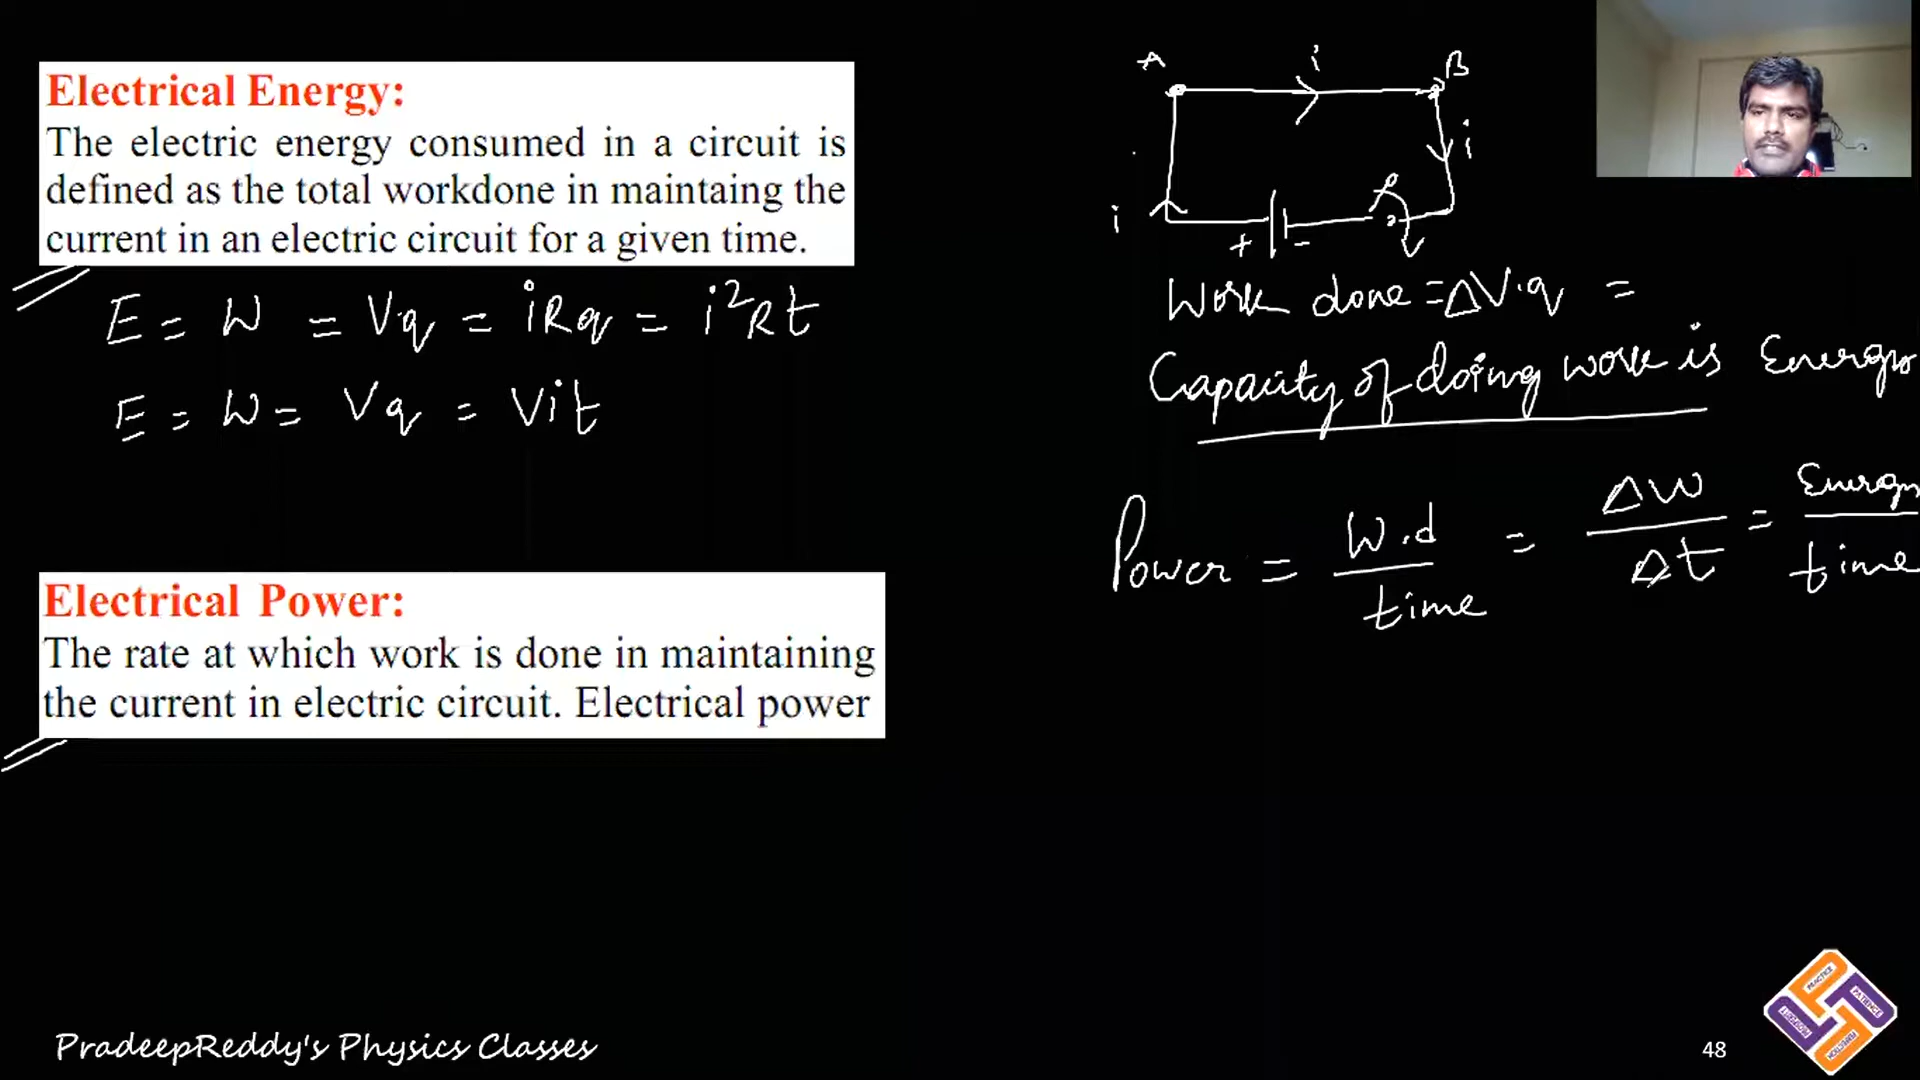 Electrical Energy:
The electric energy consumed in a circuit is
defined as the total workdone in maintaing the
current in an electric circuit for a given time.
E = W = V.q = iRq = i²Rt
E = W = Vq = Vit
Electrical Power:
The rate at which work is done in maintaining
the current in electric circuit. Electrical power
A i B
i
i
+ -
Work done = ΔV.q =
Capacity of doing work is Energy
Power = W.d / time = ΔW / Δt = Energy / time
PradeepReddy's Physics Classes
48
PRACTICE
PATIENCE